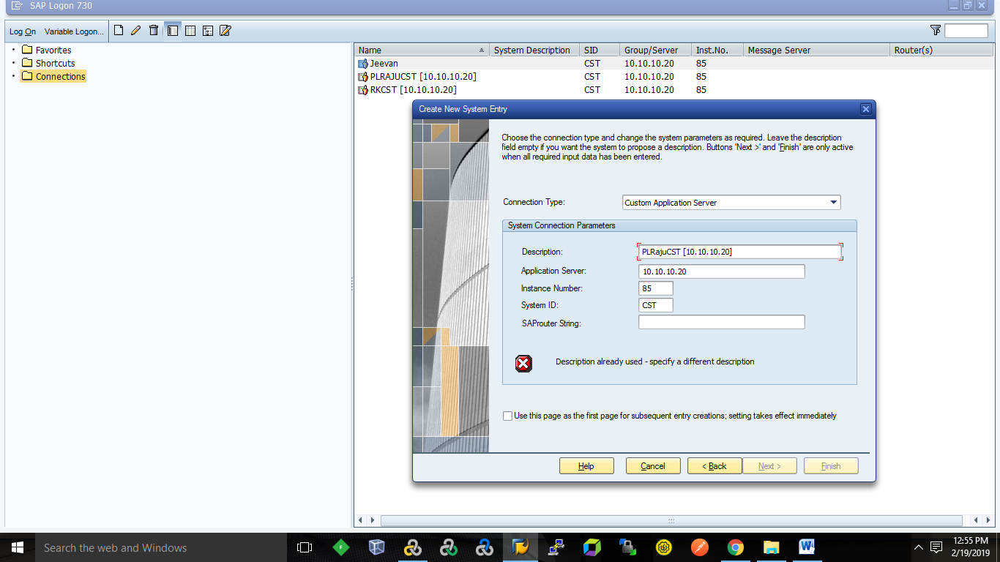 SAP Logon 730
Log On Variable Logon...
Favorites
Shortcuts
Connections
Name System Description SID Group/Server Inst.No. Message Server Router(s)
Jeevan CST 10.10.10.20 85
PLRAJUCST [10.10.10.20] CST 10.10.10.20 85
RKCST [10.10.10.20] CST 10.10.10.20 85
Create New System Entry
Choose the connection type and change the system parameters as required. Leave the description
field empty if you want the system to propose a description. Buttons 'Next >' and 'Finish' are only active
when all required input data has been entered.
Connection Type: Custom Application Server
System Connection Parameters
Description: PLRajuCST [10.10.10.20]
Application Server: 10.10.10.20
Instance Number: 85
System ID: CST
SAProuter String:
Description already used - specify a different description
Use this page as the first page for subsequent entry creations; setting takes effect immediately
Help Cancel < Back Next > Finish
Search the web and Windows
12:55 PM
2/19/2019